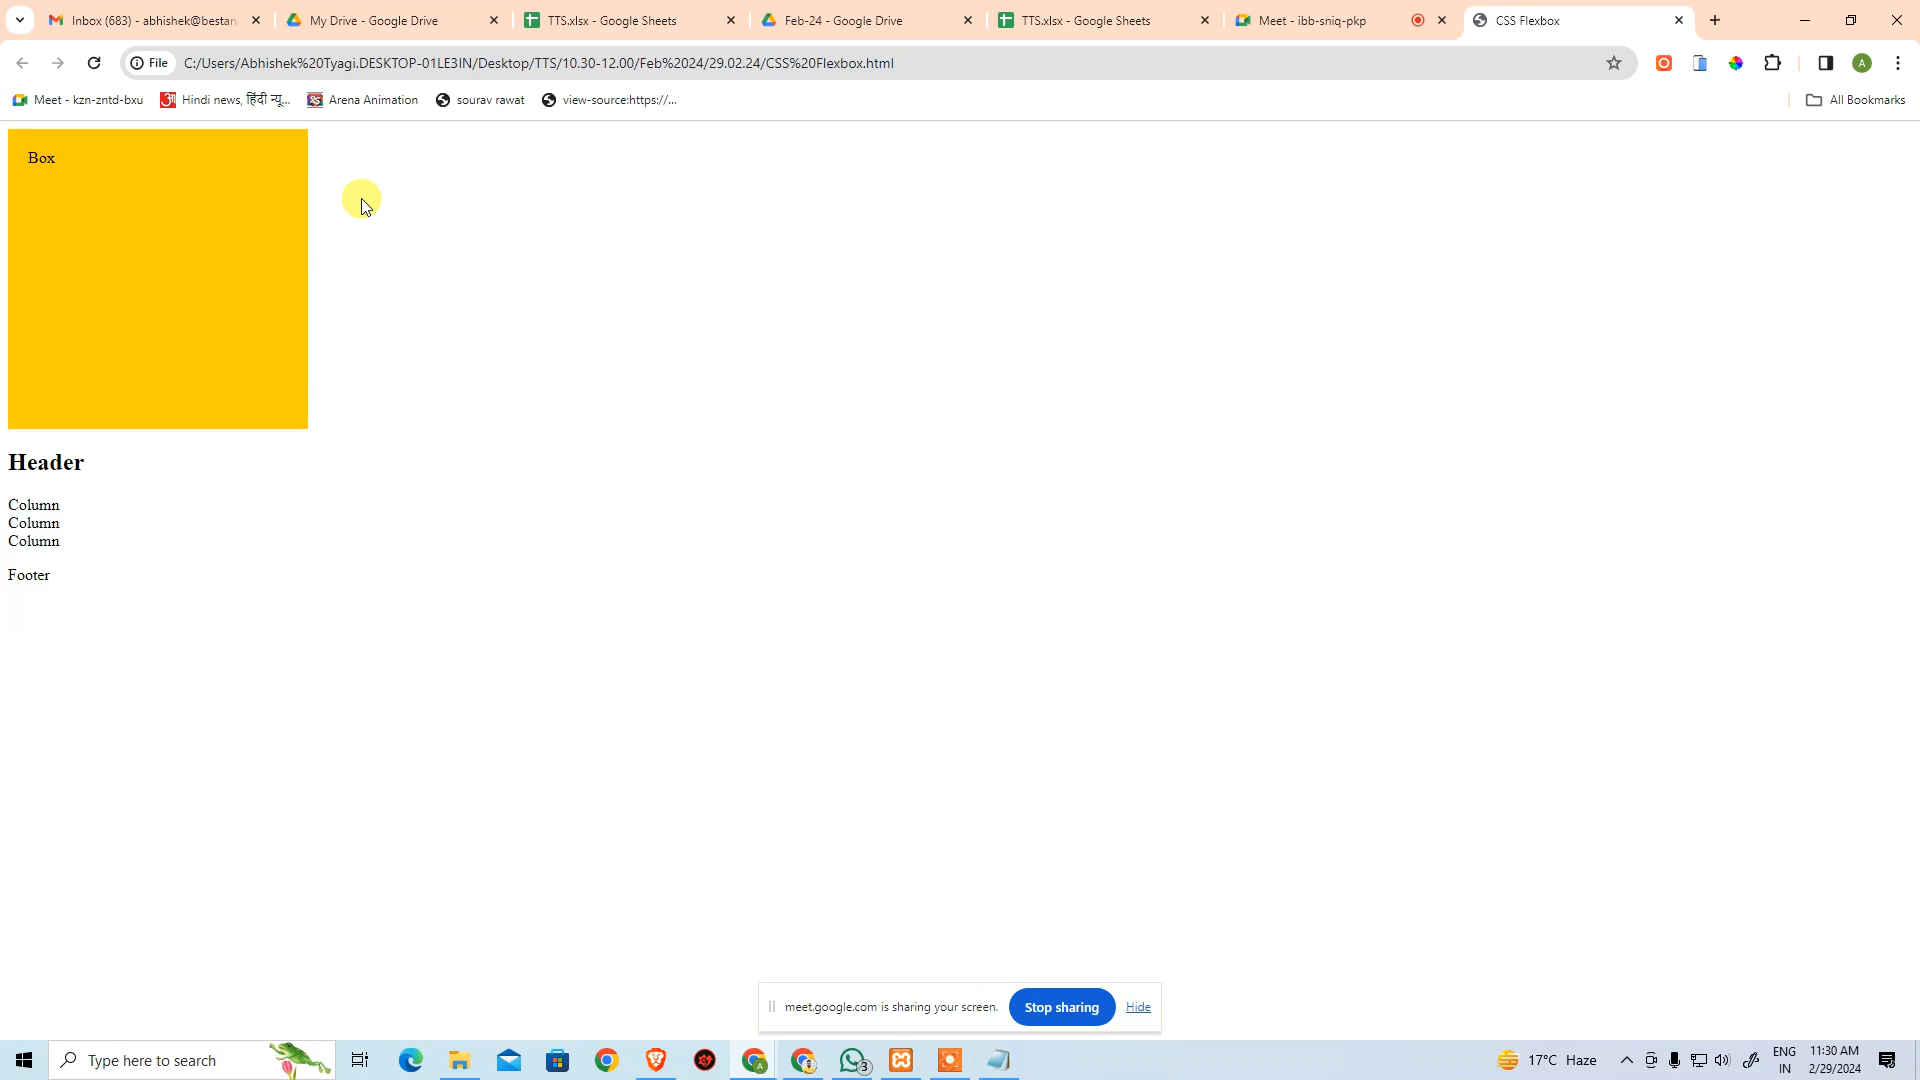 Inbox (683) - abhishek@bestan
My Drive - Google Drive
TTS.xlsx - Google Sheets
Feb-24 - Google Drive
TTS.xlsx - Google Sheets
Meet - ibb-sniq-pkp
CSS Flexbox
File
C:/Users/Abhishek%20Tyagi.DESKTOP-01LE3IN/Desktop/TTS/10.30-12.00/Feb%2024/29.02.24/CSS%20Flexbox.html
A
Meet - kzn-zntd-bxu
Hindi news, हिंदी न्यू...
Arena Animation
sourav rawat
view-source:https://...
All Bookmarks
Box
Header
Column
Column
Column
Footer
meet.google.com is sharing your screen.
Stop sharing
Hide
Type here to search
A
3
17°C Haze
ENG
IN
11:30 AM
2/29/2024